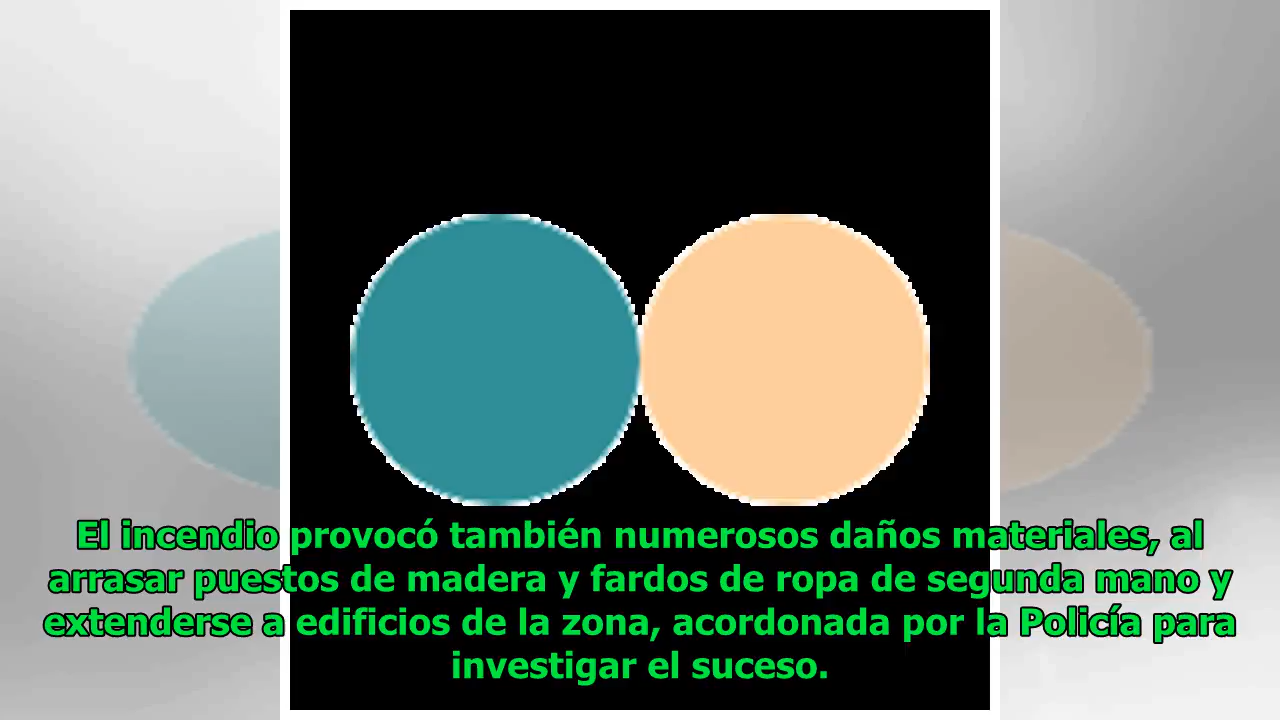 El incendio provocó también numerosos daños materiales, al
arrasar puestos de madera y fardos de ropa de segunda mano y
extenderse a edificios de la zona, acordonada por la Policía para
investigar el suceso.